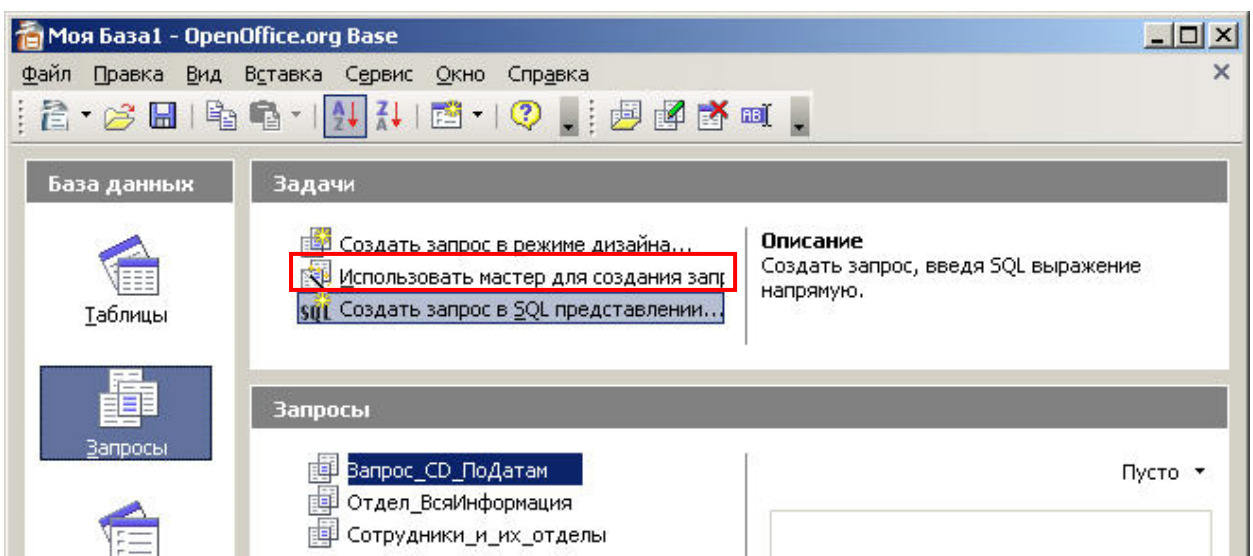 Моя База1 - OpenOffice.org Base
Файл Правка Вид Вставка Сервис Окно Справка
База данных
Задачи
Создать запрос в режиме дизайна...
Использовать мастер для создания запр
SQL Создать запрос в SQL представлении...
Описание
Создать запрос, введя SQL выражение
напрямую.
Таблицы
Запросы
Запросы
Запрос_CD_ПоДатам
Отдел_ВсяИнформация
Сотрудники_и_их_отделы
Пусто